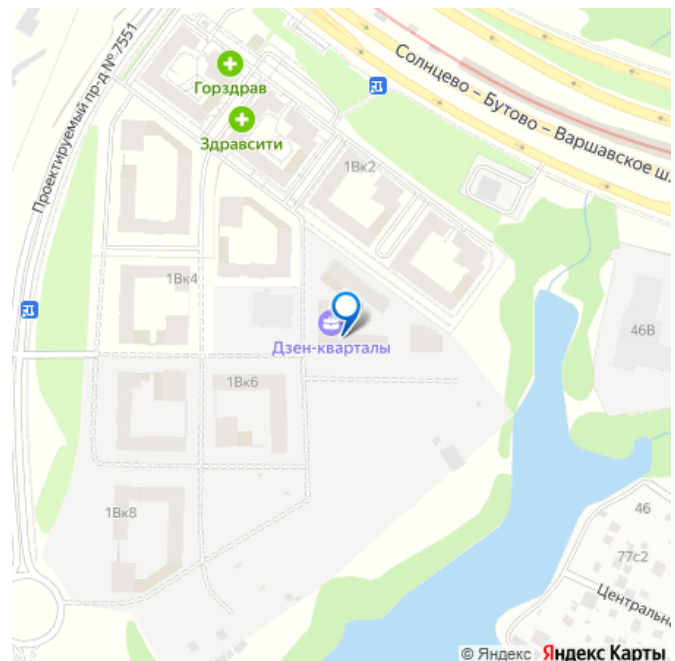 Проектируемый пр-д № 7551
Горздрав
Здравсити
Солнцево – Бутово – Варшавское ш.
1Вк2
1Вк4
46В
Дзен-кварталы
1Вк6
1Вк8
46
77с2
Центральна
© Яндекс Яндекс Карты